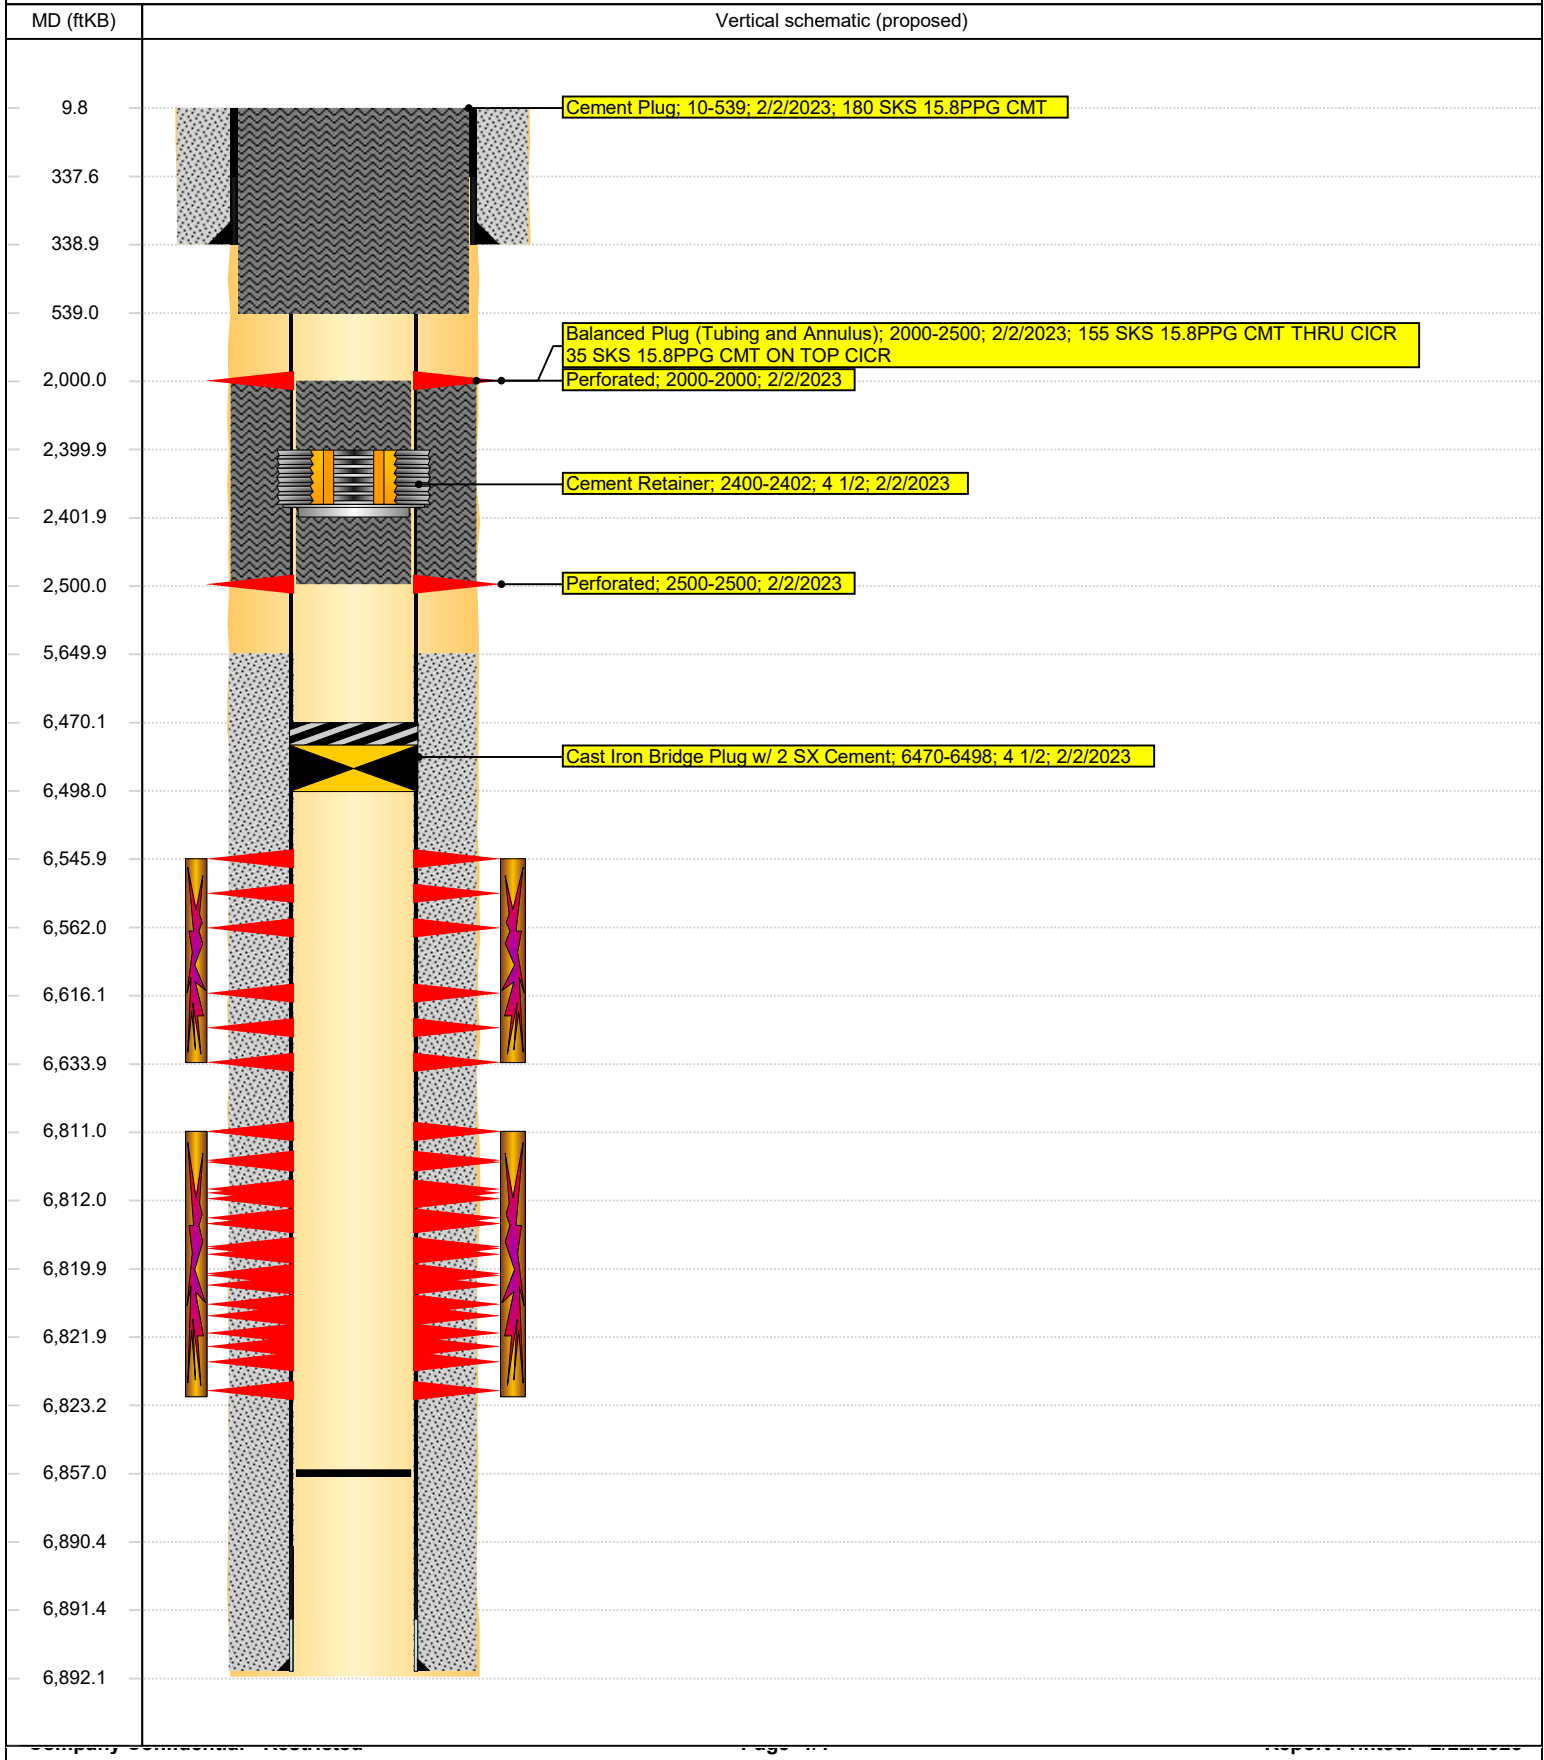 MD (ftKB)
Vertical schematic (proposed)
9.8
Cement Plug; 10-539; 2/2/2023; 180 SKS 15.8PPG CMT
337.6
338.9
539.0
Balanced Plug (Tubing and Annulus); 2000-2500; 2/2/2023; 155 SKS 15.8PPG CMT THRU CICR
35 SKS 15.8PPG CMT ON TOP CICR
2,000.0
Perforated; 2000-2000; 2/2/2023
2,399.9
Cement Retainer; 2400-2402; 4 1/2; 2/2/2023
2,401.9
2,500.0
Perforated; 2500-2500; 2/2/2023
5,649.9
6,470.1
Cast Iron Bridge Plug w/ 2 SX Cement; 6470-6498; 4 1/2; 2/2/2023
6,498.0
6,545.9
6,562.0
6,616.1
6,633.9
6,811.0
6,812.0
6,819.9
6,821.9
6,823.2
6,857.0
6,890.4
6,891.4
6,892.1